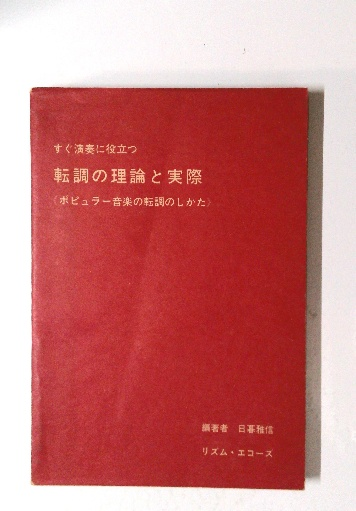 すぐ演奏に役立つ
転調の理論と実際
(ポピュラー音楽の転調のしかた)
編著者 日暮雅信
リズム・エコーズ